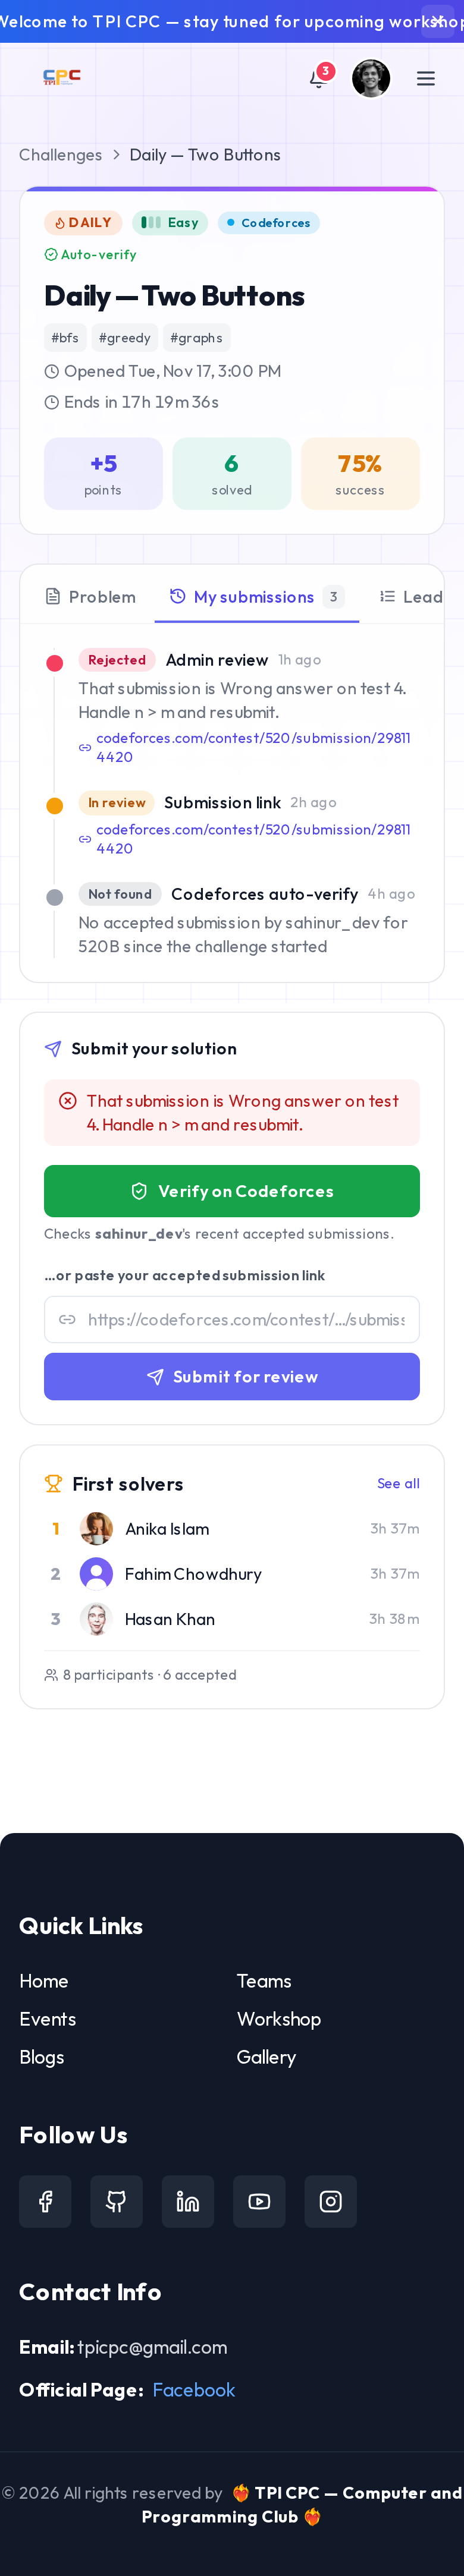 Welcome to TPI CPC — stay tuned for upcoming workshop
CPC
TPI
3
Challenges > Daily — Two Buttons
DAILY Easy Codeforces
Auto-verify
Daily — Two Buttons
#bfs #greedy #graphs
Opened Tue, Nov 17, 3:00 PM
Ends in 17h 19m 36s
+5 6 75%
points solved success
Problem My submissions 3 Lead
Rejected Admin review 1h ago
That submission is Wrong answer on test 4.
Handle n > m and resubmit.
codeforces.com/contest/520/submission/29811
4420
In review Submission link 2h ago
codeforces.com/contest/520/submission/29811
4420
Not found Codeforces auto-verify 4h ago
No accepted submission by sahinur_dev for
520B since the challenge started
Submit your solution
That submission is Wrong answer on test
4. Handle n > m and resubmit.
Verify on Codeforces
Checks sahinur_dev's recent accepted submissions.
...or paste your accepted submission link
https://codeforces.com/contest/.../submiss
Submit for review
First solvers See all
1 Anika Islam 3h 37m
2 Fahim Chowdhury 3h 37m
3 Hasan Khan 3h 38m
8 participants · 6 accepted
Quick Links
Home Teams
Events Workshop
Blogs Gallery
Follow Us
Contact Info
Email: tpicpc@gmail.com
Official Page: Facebook
© 2026 All rights reserved by ❤️‍🔥 TPI CPC — Computer and
Programming Club ❤️‍🔥